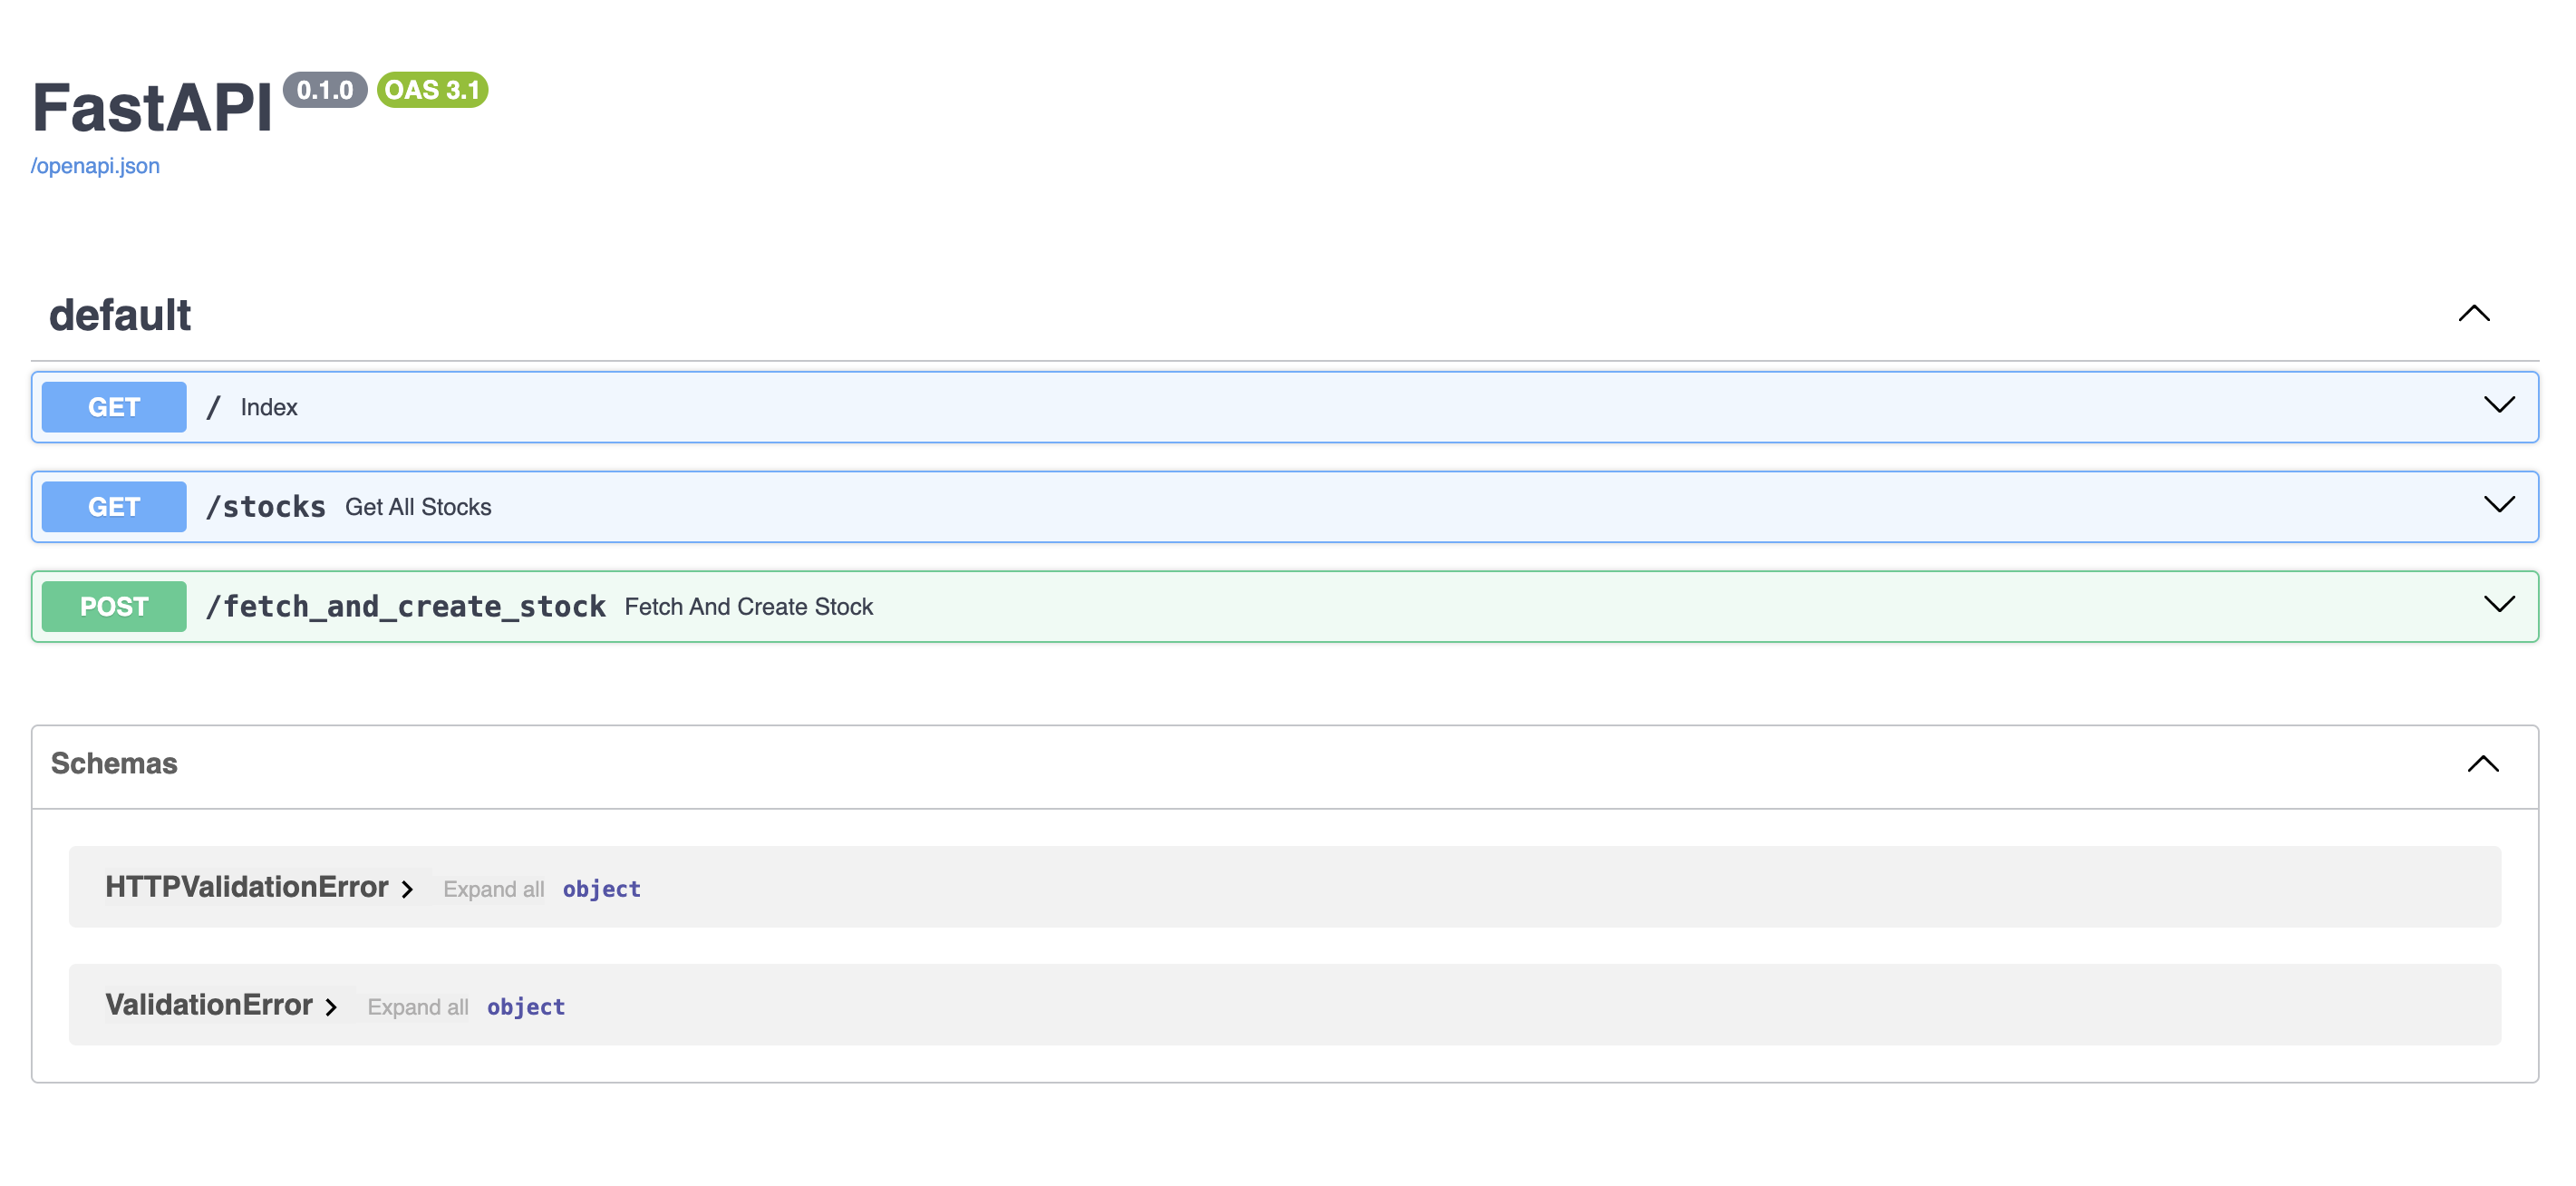 FastAPI 0.1.0 OAS 3.1
/openapi.json
default
GET / Index
GET /stocks Get All Stocks
POST /fetch_and_create_stock Fetch And Create Stock
Schemas
HTTPValidationError Expand all object
ValidationError Expand all object